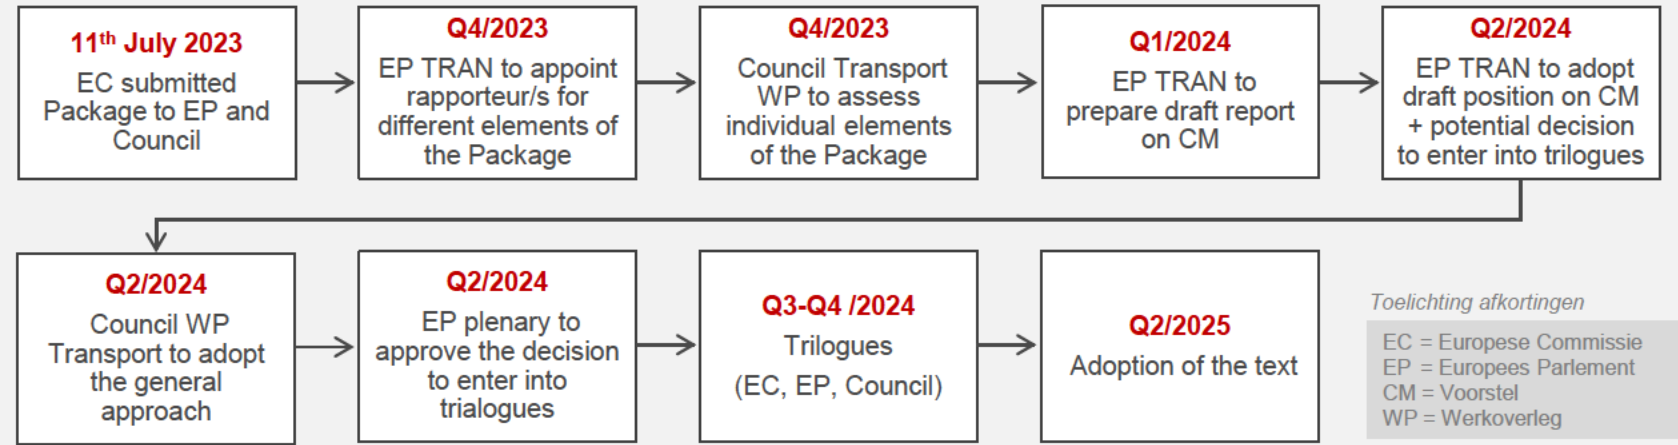 11th July 2023
EC submitted
Package to EP and
Council
Q4/2023
EP TRAN to appoint
rapporteur/s for
different elements of
the Package
Q4/2023
Council Transport
WP to assess
individual elements
of the Package
Q1/2024
EP TRAN to
prepare draft report
on CM
Q2/2024
EP TRAN to adopt
draft position on CM
+ potential decision
to enter into trilogues
Q2/2024
Council WP
Transport to adopt
the general
approach
Q2/2024
EP plenary to
approve the decision
to enter into
trialogues
Q3-Q4 /2024
Trilogues
(EC, EP, Council)
Q2/2025
Adoption of the text
Toelichting afkortingen
EC = Europese Commissie
EP = Europees Parlement
CM = Voorstel
WP = Werkoverleg